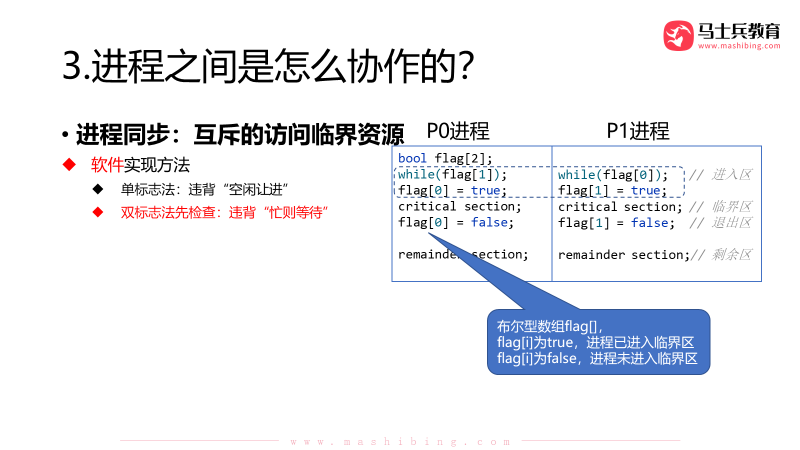 马士兵教育
www.mashibing.com
3.进程之间是怎么协作的？
• 进程同步：互斥的访问临界资源
◆ 软件实现方法
◆ 单标志法：违背“空闲让进”
◆ 双标志法先检查：违背“忙则等待”
P0进程
bool flag[2];
while(flag[1]);
flag[0] = true;
critical section;
flag[0] = false;
remainder section;
P1进程
while(flag[0]); // 进入区
flag[1] = true;
critical section; // 临界区
flag[1] = false; // 退出区
remainder section;// 剩余区
布尔型数组flag[]，
flag[i]为true，进程已进入临界区
flag[i]为false，进程未进入临界区
www.mashibing.com